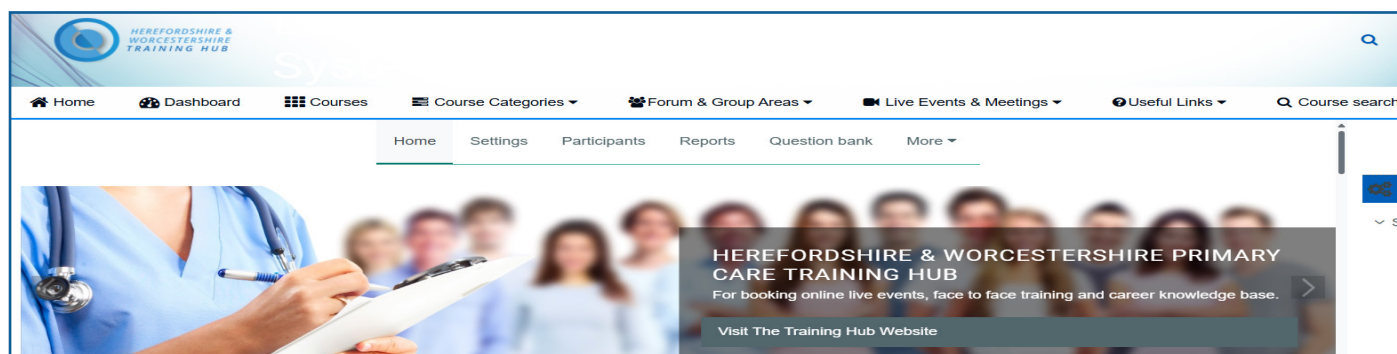 HEREFORDSHIRE &
WORCESTERSHIRE
TRAINING HUB
Home Dashboard Courses Course Categories Forum & Group Areas Live Events & Meetings Useful Links Course search
Home Settings Participants Reports Question bank More
HEREFORDSHIRE & WORCESTERSHIRE PRIMARY
CARE TRAINING HUB
For booking online live events, face to face training and career knowledge base.
Visit The Training Hub Website